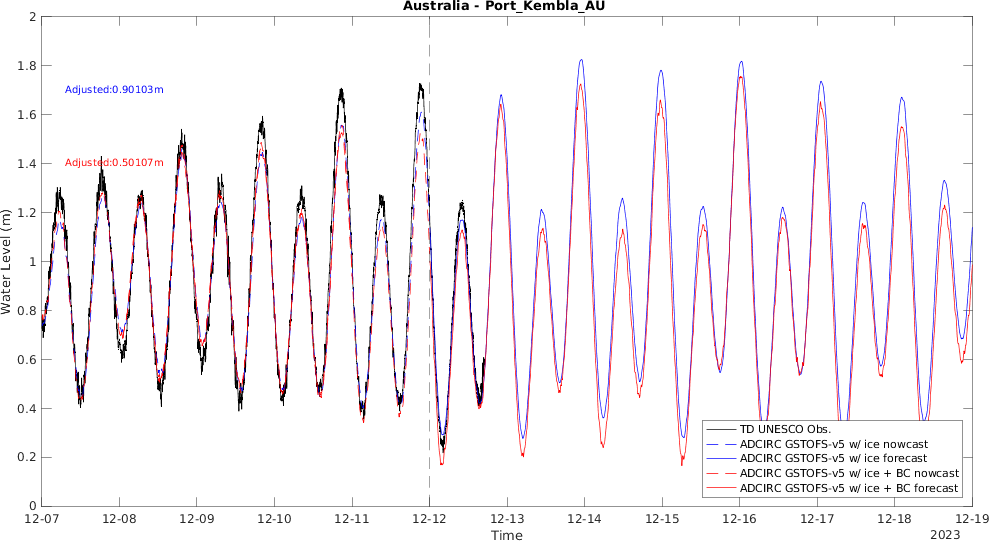 Australia - Port_Kembla_AU
2
1.8
1.6
1.4
1.2
1
0.8
0.6
0.4
0.2
0
Water Level (m)
Adjusted:0.90103m
Adjusted:0.50107m
TD UNESCO Obs.
ADCIRC GSTOFS-v5 w/ ice nowcast
ADCIRC GSTOFS-v5 w/ ice forecast
ADCIRC GSTOFS-v5 w/ ice + BC nowcast
ADCIRC GSTOFS-v5 w/ ice + BC forecast
12-07 12-08 12-09 12-10 12-11 12-12 12-13 12-14 12-15 12-16 12-17 12-18 12-19
Time
2023